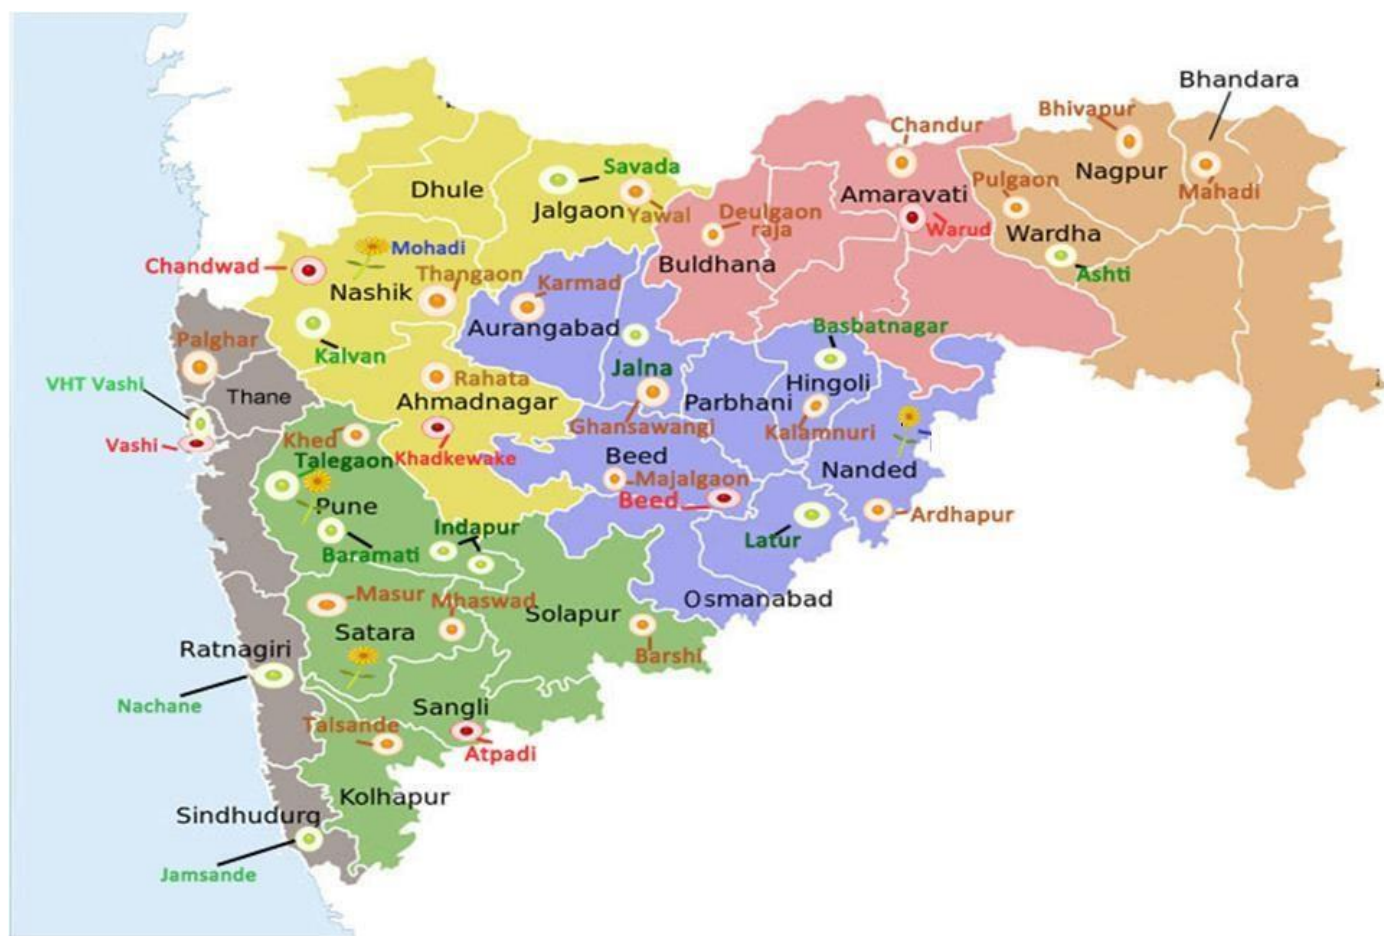 Bhandara
Bhivapur
Chandur
Savada
Nagpur
Pulgaon
Mahadi
Dhule
Amaravati
Jalgaon
Yawal
Deulgaon
raja
Warud
Wardha
Mohadi
Chandwad
Buldhana
Ashti
Thangaon
Nashik
Karmad
Aurangabad
Basbatnagar
Palghar
Kalvan
Jalna
VHT Vashi
Rahata
Hingoli
Thane
Ahmadnagar
Parbhani
Ghansawangi
Kalamnuri
Vashi
Khed
Khadkewake
Talegaon
Beed
Nanded
Majalgaon
Beed
Pune
Ardhapur
Indapur
Baramati
Latur
Masur
Mhaswad
Osmanabad
Solapur
Satara
Ratnagiri
Barshi
Nachane
Sangli
Talsande
Atpadi
Kolhapur
Sindhudurg
Jamsande